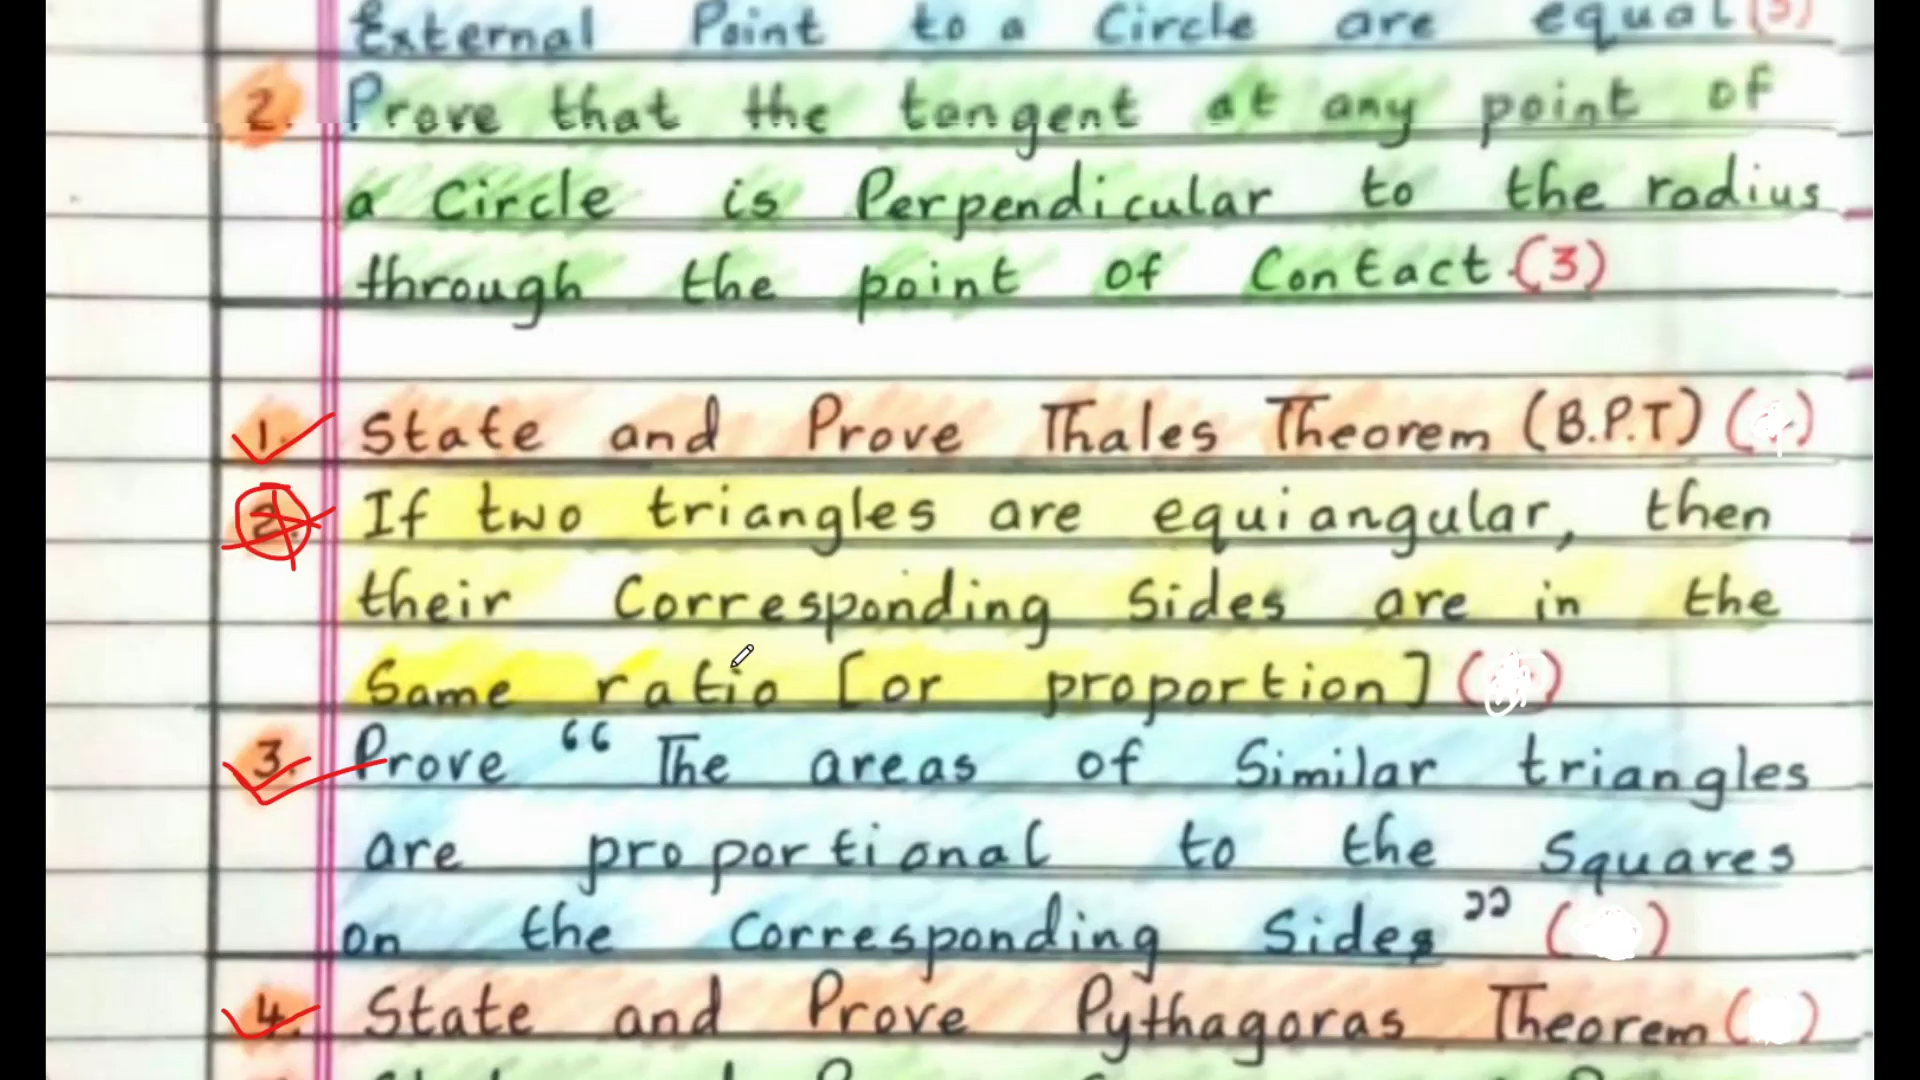 External Point to a Circle are equal (3)
2. Prove that the tangent at any point of
a Circle is Perpendicular to the radius
through the point of Contact (3)
1. State and Prove Thales Theorem (B.P.T) ( )
2. If two triangles are equiangular, then
their Corresponding Sides are in the
Same ratio [or proportion] ( )
3. Prove “ The areas of Similar triangles
are proportional to the Squares
on the Corresponding Sides ” ( )
4. State and Prove Pythagoras Theorem ( )